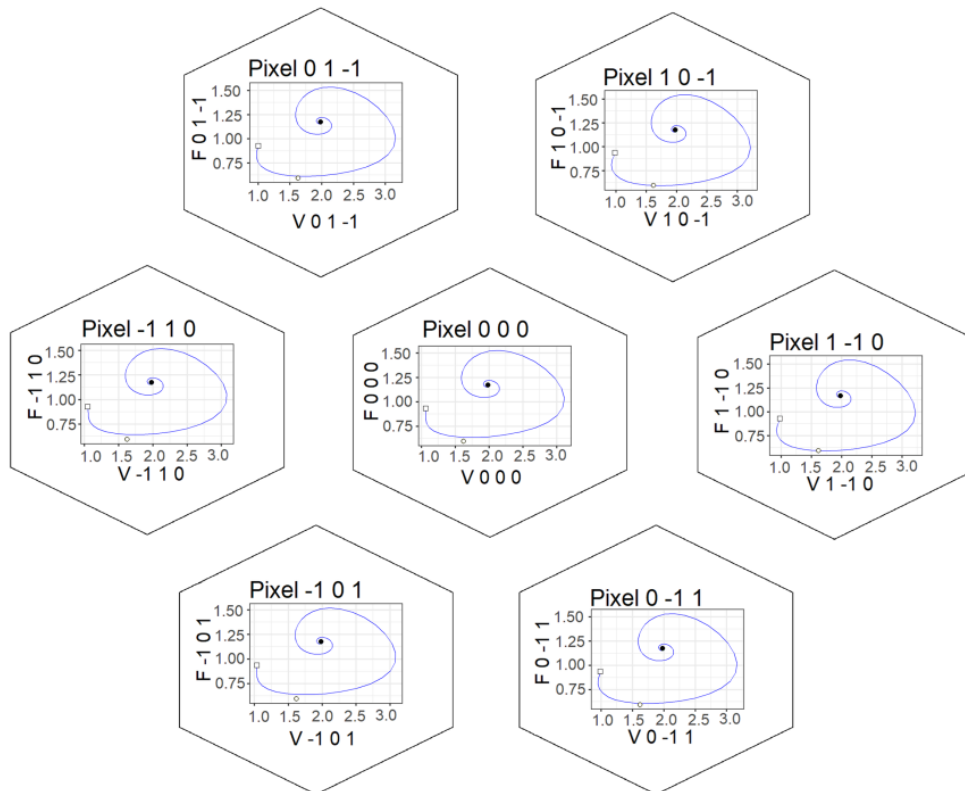 Pixel 0 1 -1
1.50
1.25
1.00
0.75
F 0 1 -1
1.0 1.5 2.0 2.5 3.0
V 0 1 -1
Pixel 1 0 -1
1.50
1.25
1.00
0.75
F 1 0 -1
1.0 1.5 2.0 2.5 3.0
V 1 0 -1
Pixel -1 1 0
1.50
1.25
1.00
0.75
F -1 1 0
1.0 1.5 2.0 2.5 3.0
V -1 1 0
Pixel 0 0 0
1.50
1.25
1.00
0.75
F 0 0 0
1.0 1.5 2.0 2.5 3.0
V 0 0 0
Pixel 1 -1 0
1.50
1.25
1.00
0.75
F 1 -1 0
1.0 1.5 2.0 2.5 3.0
V 1 -1 0
Pixel -1 0 1
1.50
1.25
1.00
0.75
F -1 0 1
1.0 1.5 2.0 2.5 3.0
V -1 0 1
Pixel 0 -1 1
1.50
1.25
1.00
0.75
F 0 -1 1
1.0 1.5 2.0 2.5 3.0
V 0 -1 1